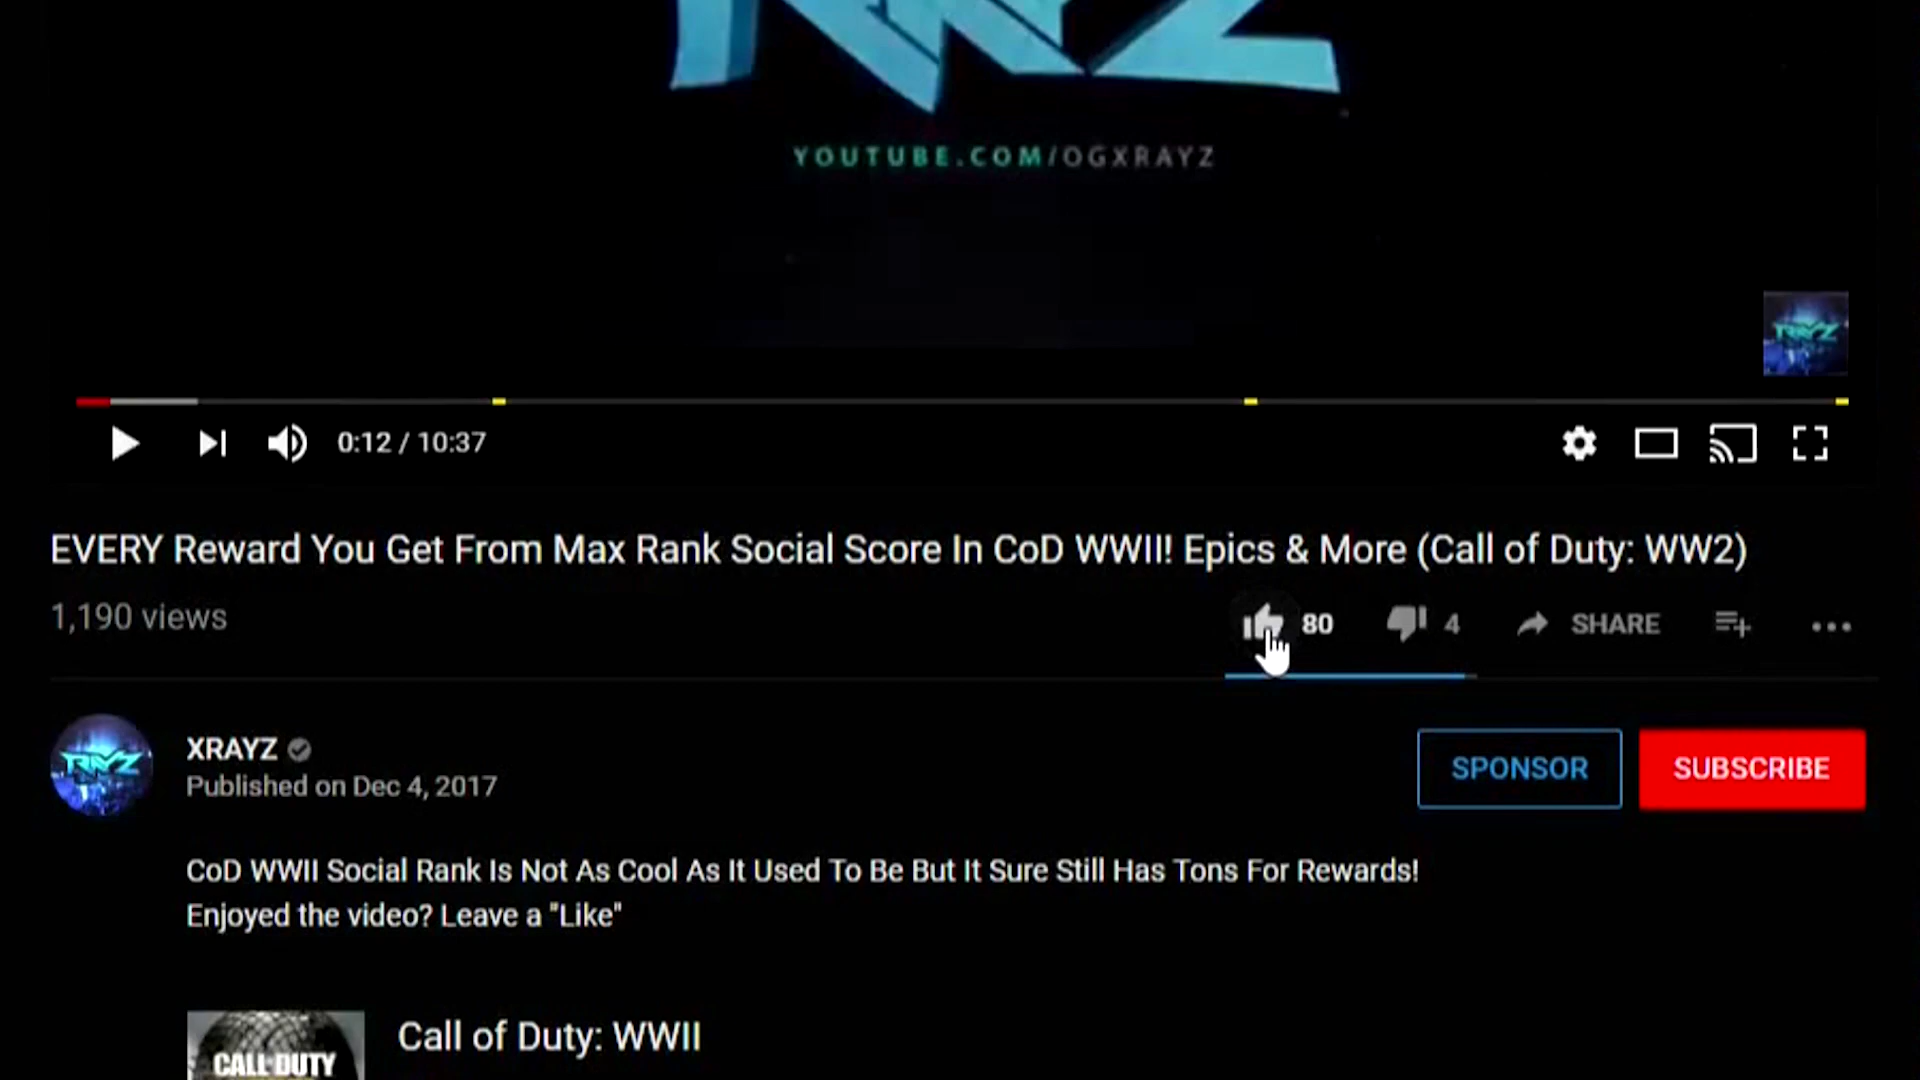 YOUTUBE.COM/OGXRAYZ
0:12 / 10:37
EVERY Reward You Get From Max Rank Social Score In CoD WWII! Epics & More (Call of Duty: WW2)
1,190 views
80
4
SHARE
XRAYZ
Published on Dec 4, 2017
SPONSOR
SUBSCRIBE
CoD WWII Social Rank Is Not As Cool As It Used To Be But It Sure Still Has Tons For Rewards!
Enjoyed the video? Leave a "Like"
Call of Duty: WWII
CALL DUTY